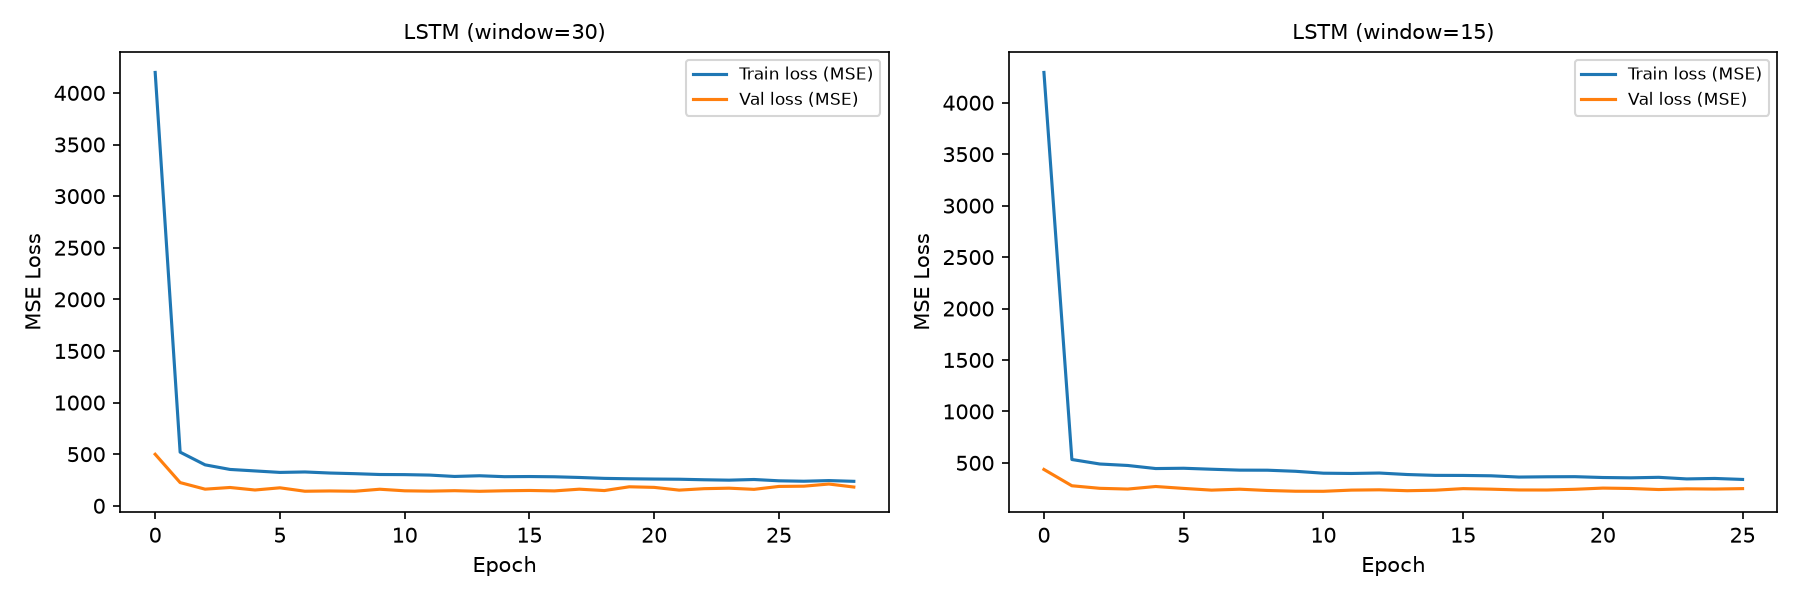 LSTM (window=30)
Train loss (MSE)
Val loss (MSE)
4000
3500
3000
2500
2000
1500
1000
500
0
MSE Loss
0 5 10 15 20 25
Epoch
LSTM (window=15)
Train loss (MSE)
Val loss (MSE)
4000
3500
3000
2500
2000
1500
1000
500
MSE Loss
0 5 10 15 20 25
Epoch